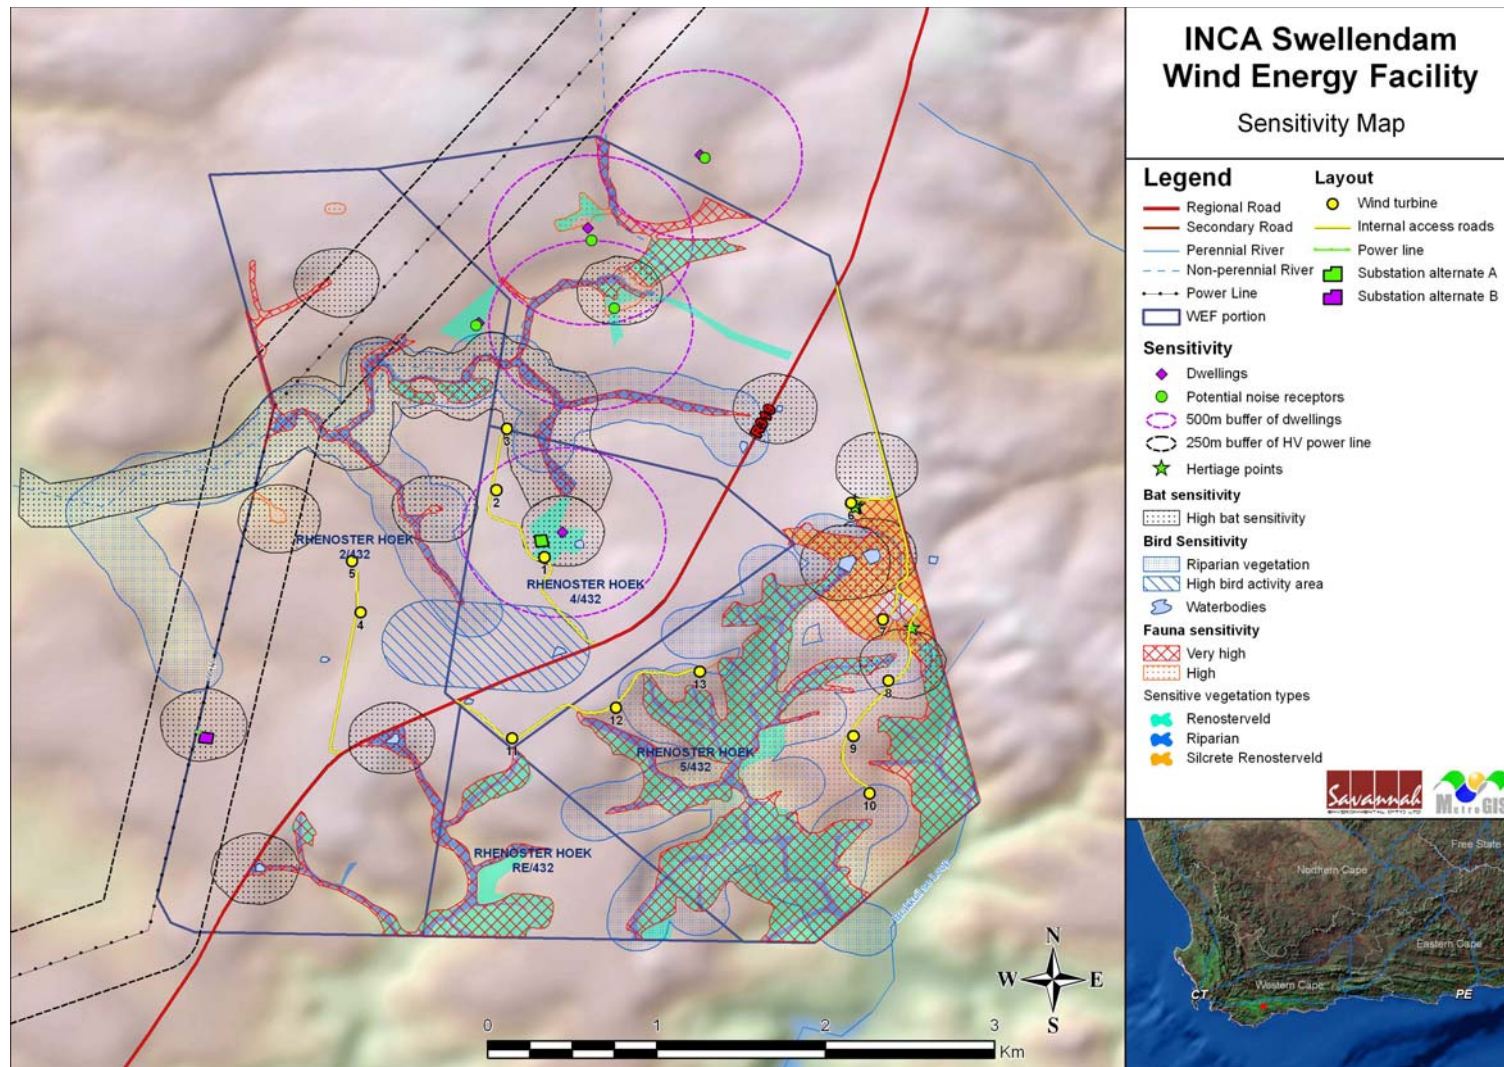 INCA Swellendam
Wind Energy Facility
Sensitivity Map
Legend
Regional Road
Secondary Road
Perennial River
Non-perennial River
Power Line
WEF portion
Layout
Wind turbine
Internal access roads
Power line
Substation alternate A
Substation alternate B
Sensitivity
Dwellings
Potential noise receptors
500m buffer of dwellings
250m buffer of HV power line
Hertiage points
Bat sensitivity
High bat sensitivity
Bird Sensitivity
Riparian vegetation
High bird activity area
Waterbodies
Fauna sensitivity
Very high
High
Sensitive vegetation types
Renosterveld
Riparian
Silcrete Renosterveld
Savannah
MetroGIS
Northern Cape
Free State
Eastern Cape
Western Cape
CT
PE
3
2
1
5
4
6
7
8
9
10
11
12
13
RHENOSTER HOEK
2/432
RHENOSTER HOEK
4/432
RHENOSTER HOEK
5/432
RHENOSTER HOEK
RE/432
N
W
E
S
0
1
2
3
Km